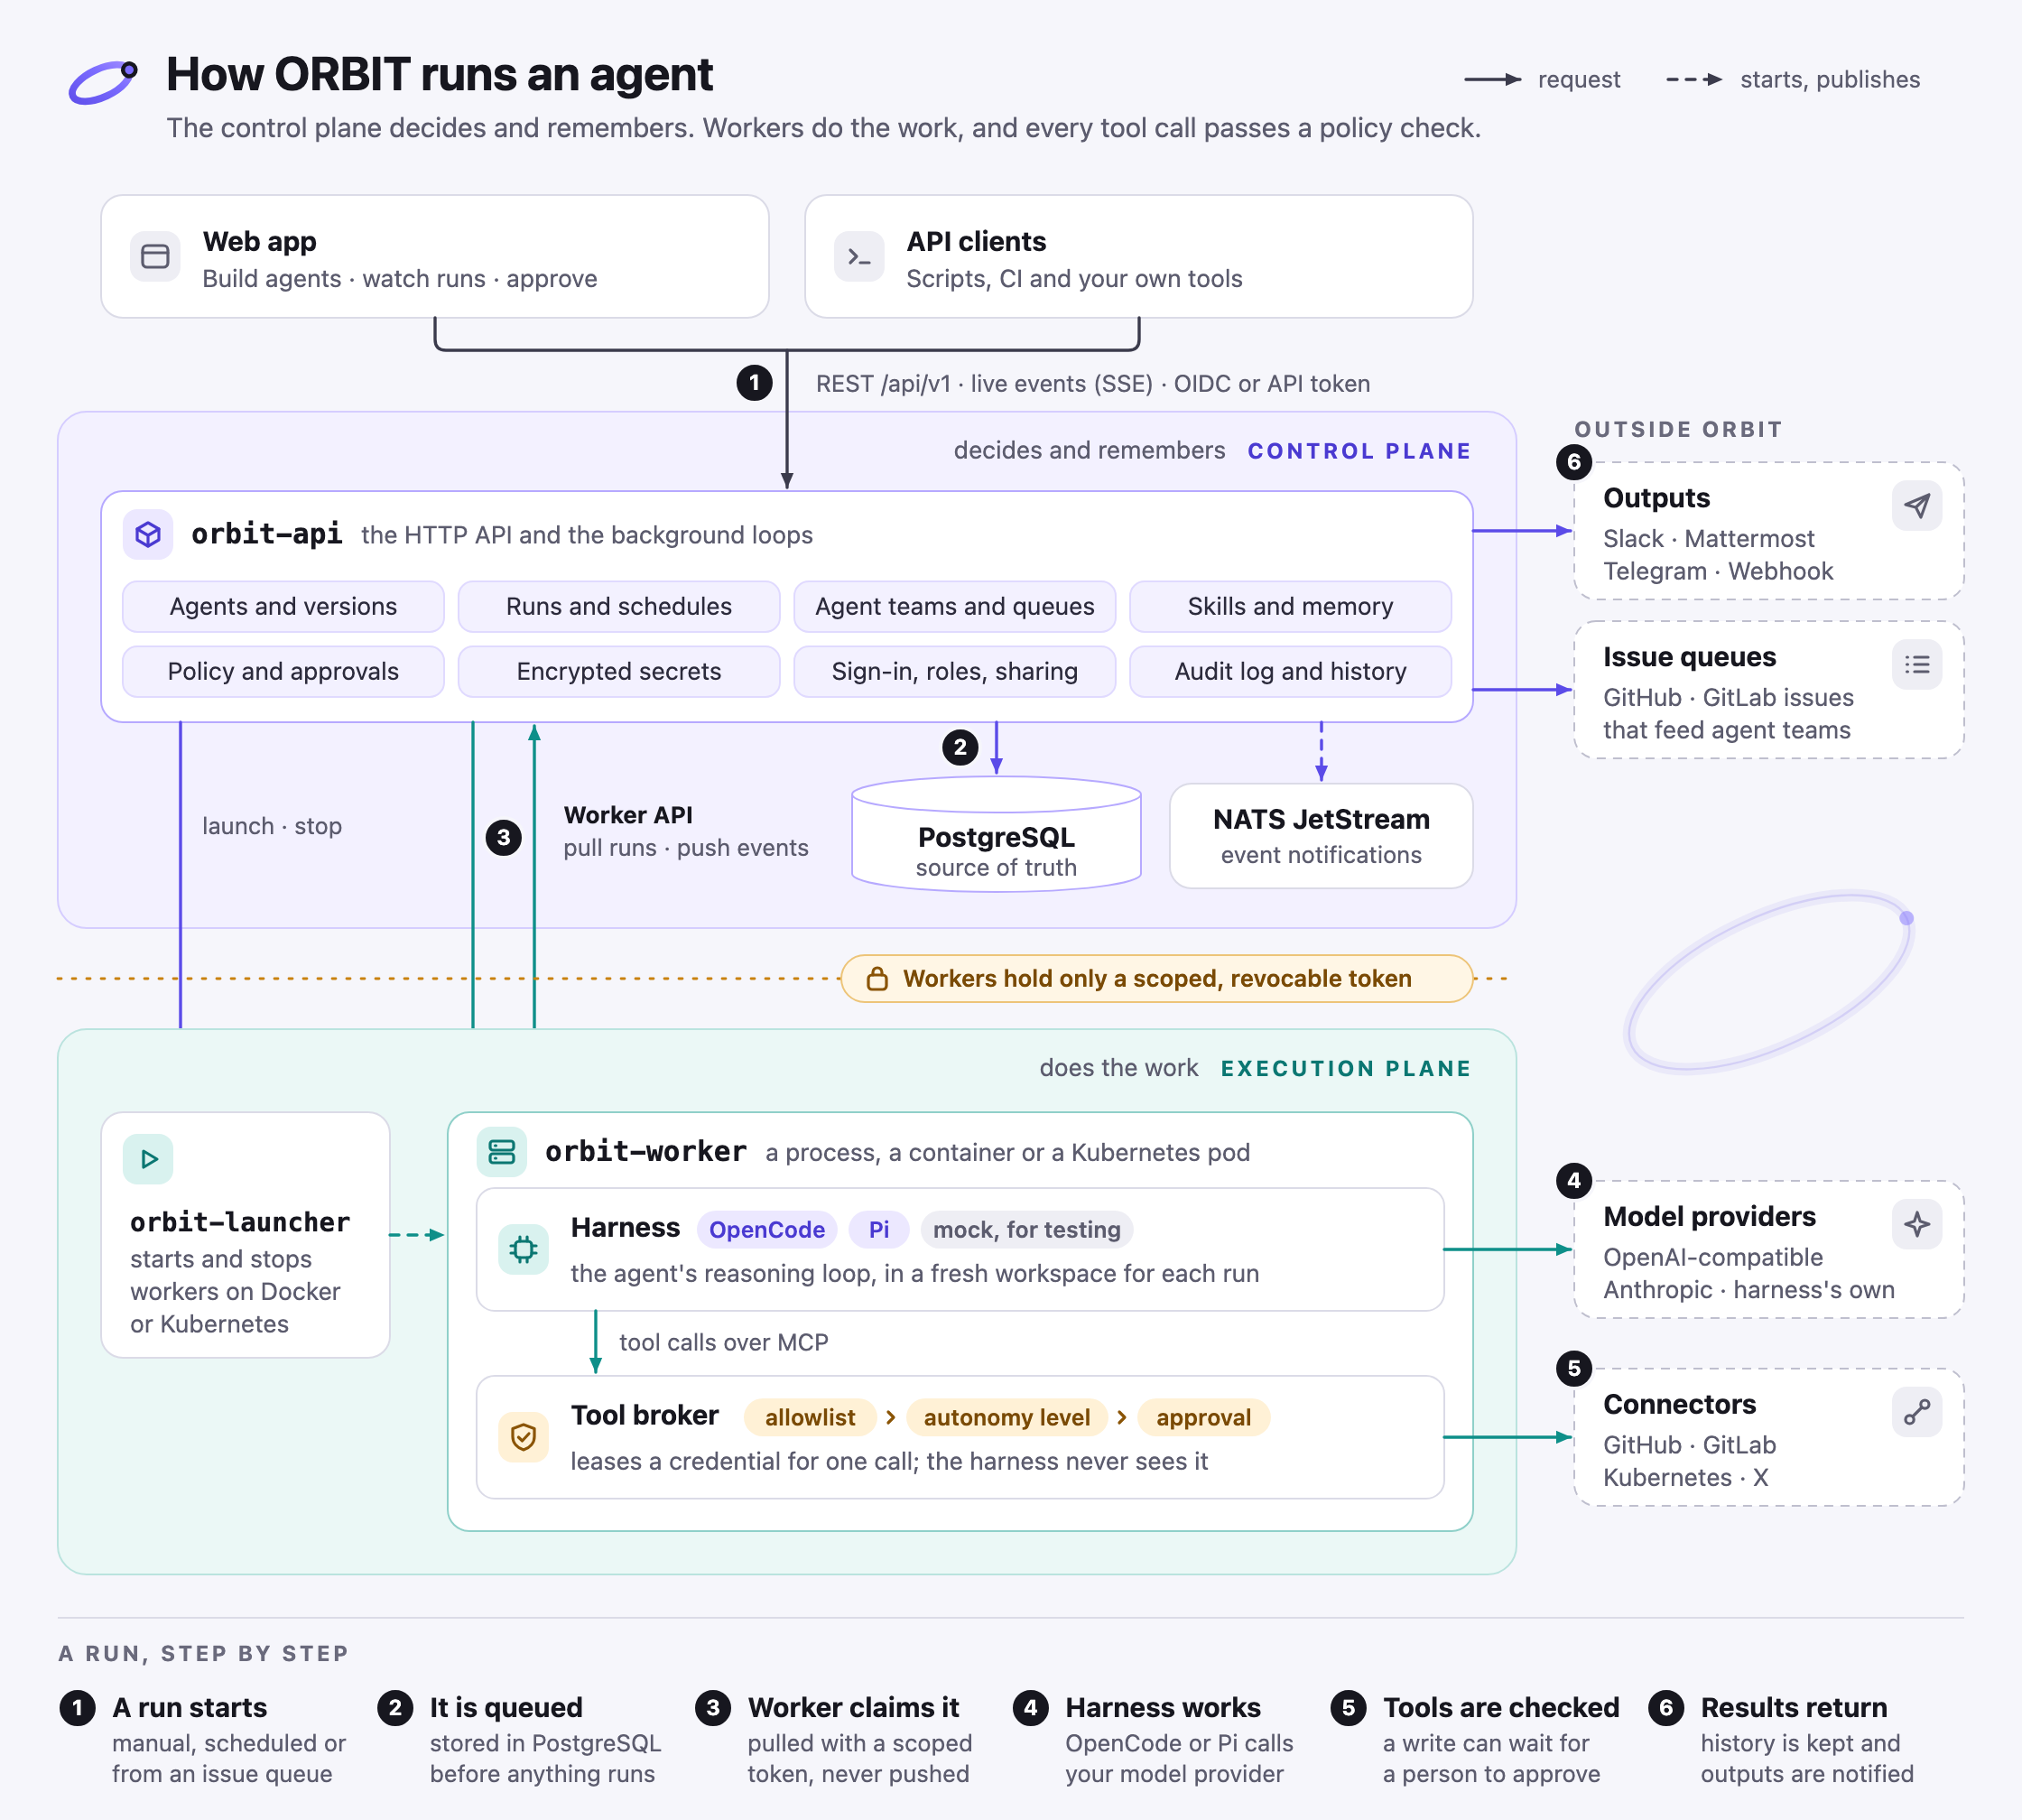 How ORBIT runs an agent
request
starts, publishes
The control plane decides and remembers. Workers do the work, and every tool call passes a policy check.
Web app
Build agents · watch runs · approve
API clients
Scripts, CI and your own tools
1
REST /api/v1 · live events (SSE) · OIDC or API token
decides and remembers CONTROL PLANE
orbit-api the HTTP API and the background loops
Agents and versions
Runs and schedules
Agent teams and queues
Skills and memory
Policy and approvals
Encrypted secrets
Sign-in, roles, sharing
Audit log and history
OUTSIDE ORBIT
6
Outputs
Slack · Mattermost
Telegram · Webhook
Issue queues
GitHub · GitLab issues
that feed agent teams
launch · stop
3
Worker API
pull runs · push events
2
PostgreSQL
source of truth
NATS JetStream
event notifications
Workers hold only a scoped, revocable token
does the work EXECUTION PLANE
orbit-launcher
starts and stops
workers on Docker
or Kubernetes
orbit-worker a process, a container or a Kubernetes pod
Harness OpenCode Pi mock, for testing
the agent's reasoning loop, in a fresh workspace for each run
tool calls over MCP
Tool broker allowlist › autonomy level › approval
leases a credential for one call; the harness never sees it
4
Model providers
OpenAI-compatible
Anthropic · harness's own
5
Connectors
GitHub · GitLab
Kubernetes · X
A RUN, STEP BY STEP
1 A run starts
manual, scheduled or
from an issue queue
2 It is queued
stored in PostgreSQL
before anything runs
3 Worker claims it
pulled with a scoped
token, never pushed
4 Harness works
OpenCode or Pi calls
your model provider
5 Tools are checked
a write can wait for
a person to approve
6 Results return
history is kept and
outputs are notified